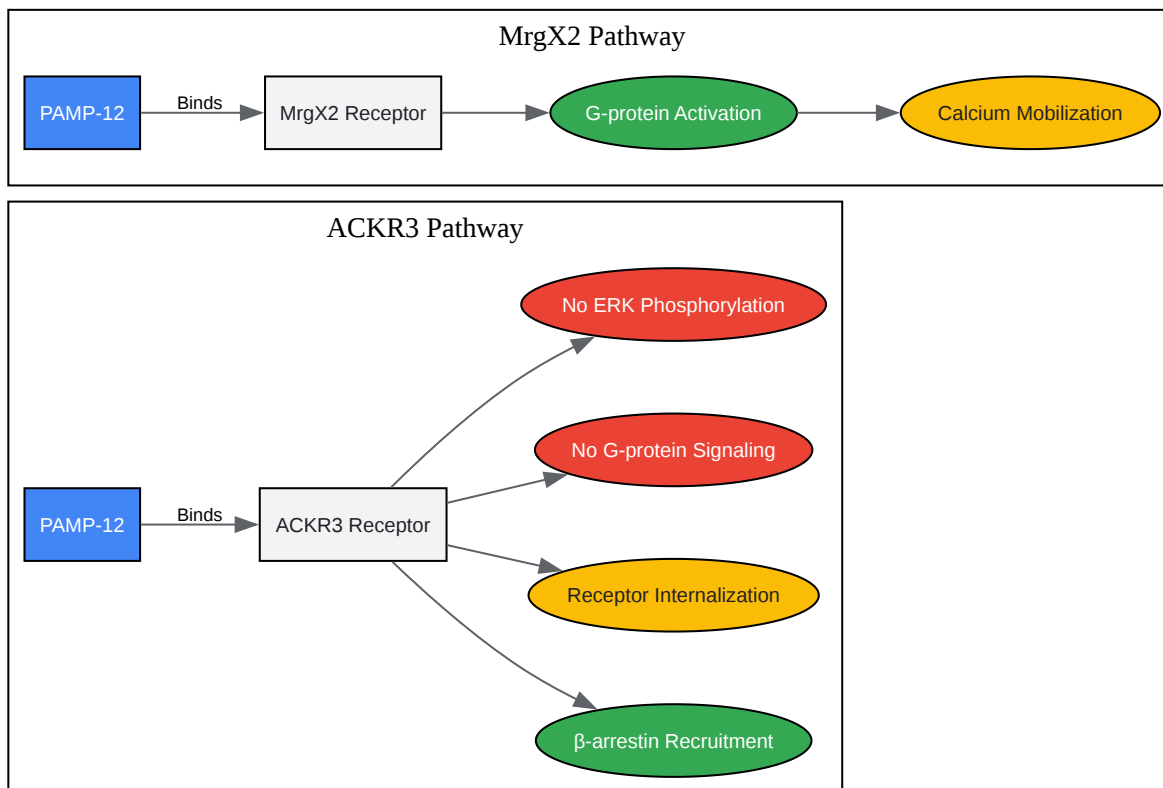 MrgX2 Pathway
PAMP-12
Binds
MrgX2 Receptor
G-protein Activation
Calcium Mobilization
ACKR3 Pathway
No ERK Phosphorylation
No G-protein Signaling
PAMP-12
Binds
ACKR3 Receptor
Receptor Internalization
β-arrestin Recruitment